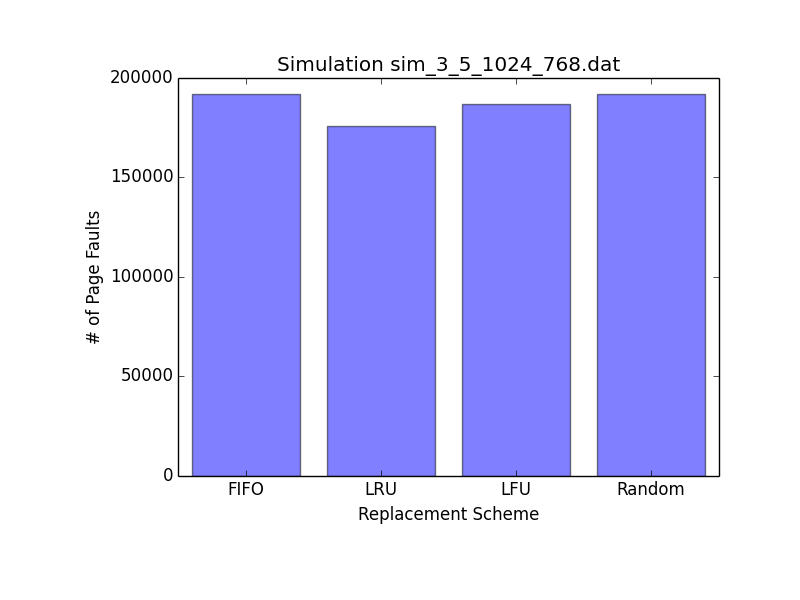 Simulation sim_3_5_1024_768.dat
200000
150000
100000
50000
0
# of Page Faults
FIFO LRU LFU Random
Replacement Scheme